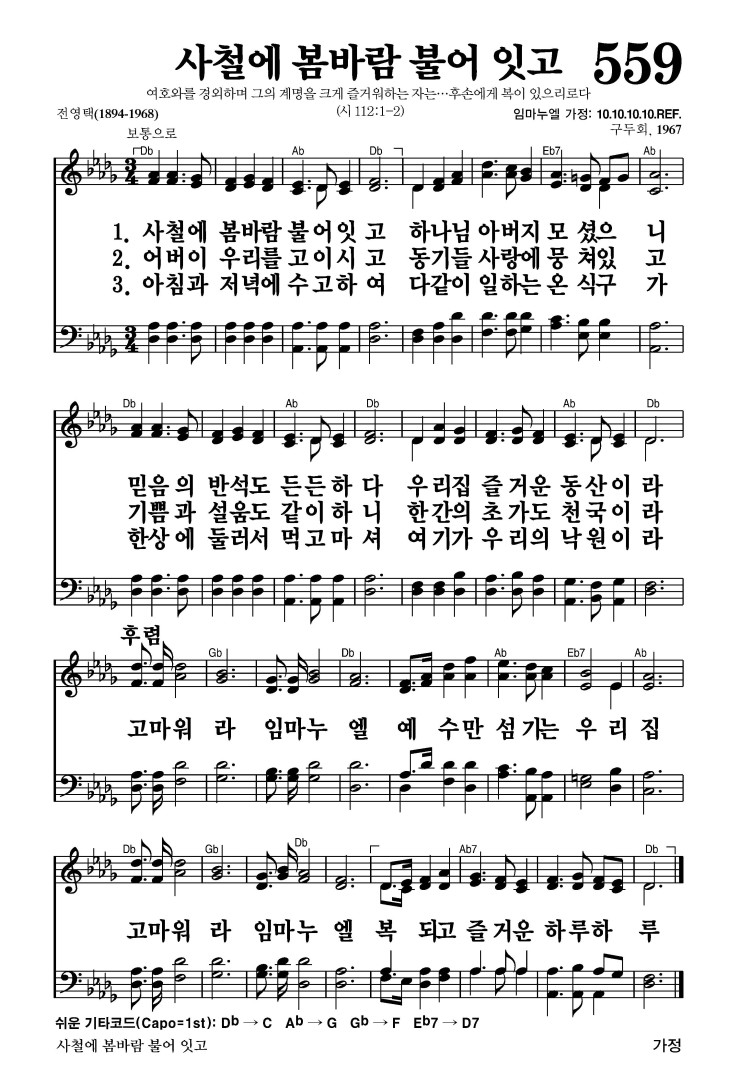 사철에 봄바람 불어 잇고 559
여호와를 경외하며 그의 계명을 크게 즐거워하는 자는…후손에게 복이 있으리로다
(시 112:1-2)
전영택(1894-1968)
임마누엘 가정: 10.10.10.10.REF.
보통으로
구두회, 1967
Db Ab Db Eb7 Ab
3/4
1. 사철에 봄바람 불어잇고 하나님 아버지 모셨으니
2. 어버이 우리를 고이시고 동기들 사랑에 뭉쳐있고
3. 아침과 저녁에 수고하여 다같이 일하는 온 식구가
3/4
Db Ab Db Ab Db
믿음의 반석도 든든하다 우리집 즐거운 동산이라
기쁨과 설움도 같이하니 한간의 초가도 천국이라
한상에 둘러서 먹고마셔 여기가 우리의 낙원이라
후렴
Gb Db Ab Eb7 Ab
고마워라 임마누엘 예수만 섬기는 우리집
Db Gb Db Ab7 Db
고마워라 임마누엘 복되고 즐거운 하루하루
쉬운 기타코드(Capo=1st): Db → C Ab → G Gb → F Eb7 → D7
사철에 봄바람 불어 잇고
가정